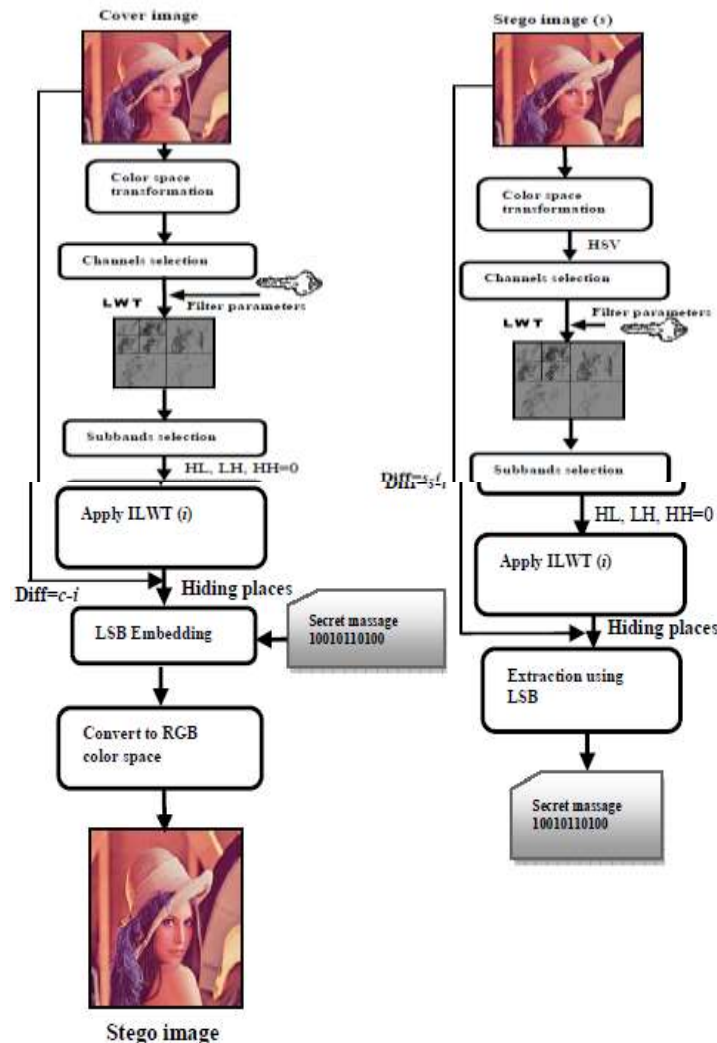 Cover image
Color space
transformation
Channels selection
LWT
Filter parameters
Subbands selection
HL, LH, HH=0
Apply ILWT (i)
Diff=c-i
Hiding places
LSB Embedding
Secret massage
10010110100
Convert to RGB
color space
Stego image
Stego image (s)
Color space
transformation
HSV
Channels selection
LWT
Filter parameters
Subbands selection
Diff=s-i
HL, LH, HH=0
Apply ILWT (i)
Hiding places
Extraction using
LSB
Secret massage
10010110100